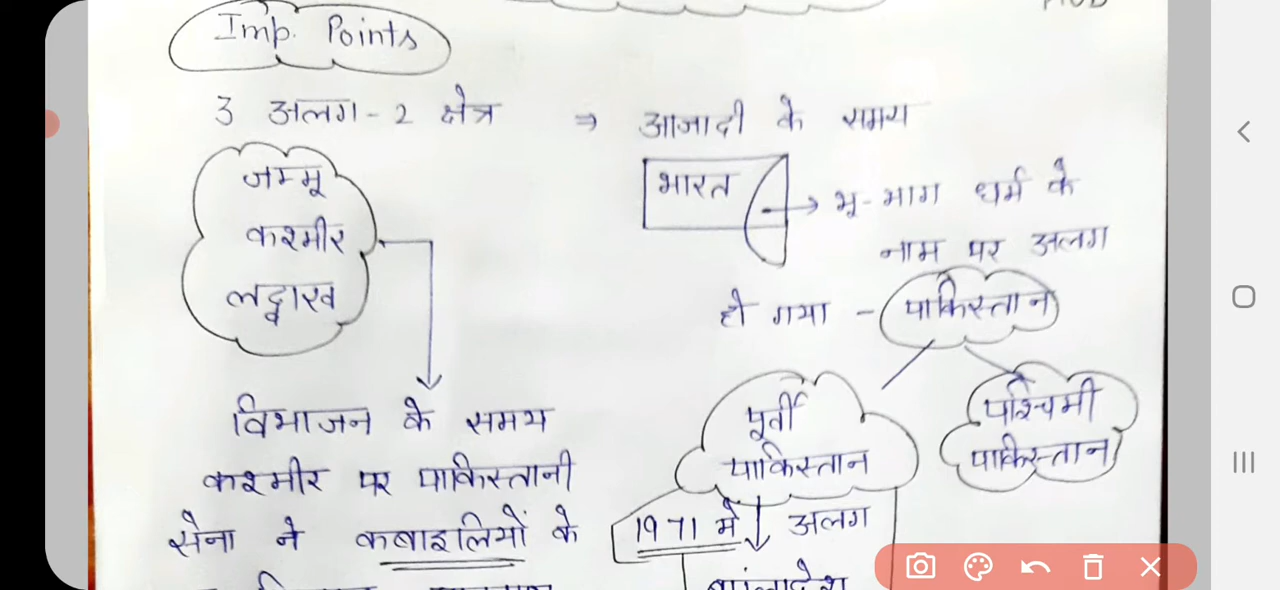 Imp. Points
3 अलग-2 क्षेत्र ⇒ आजादी के समय
जम्मू
कश्मीर
लद्दाख
भारत → भू-भाग धर्म के
नाम पर अलग
हो गया - पाकिस्तान
पूर्वी
पाकिस्तान
पश्चिमी
पाकिस्तान
1971 में अलग
बांग्लादेश
विभाजन के समय
कश्मीर पर पाकिस्तानी
सेना ने कबाइलियों के